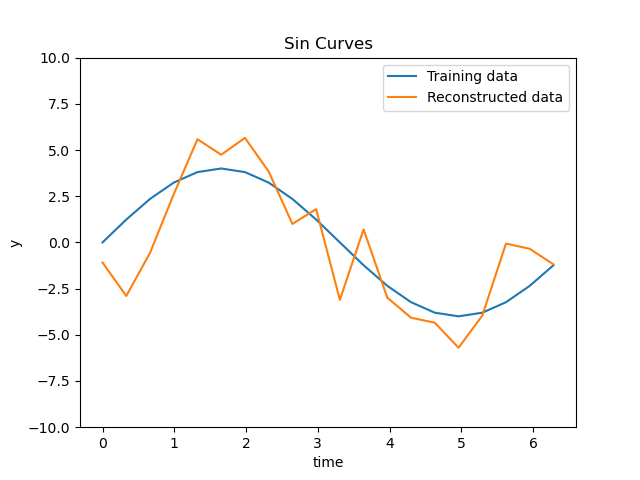 Sin Curves
Training data
Reconstructed data
10.0
7.5
5.0
2.5
0.0
−2.5
−5.0
−7.5
−10.0
y
0 1 2 3 4 5 6
time